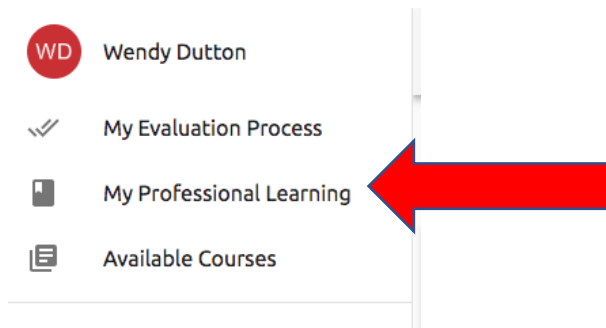 WD Wendy Dutton
My Evaluation Process
My Professional Learning
Available Courses